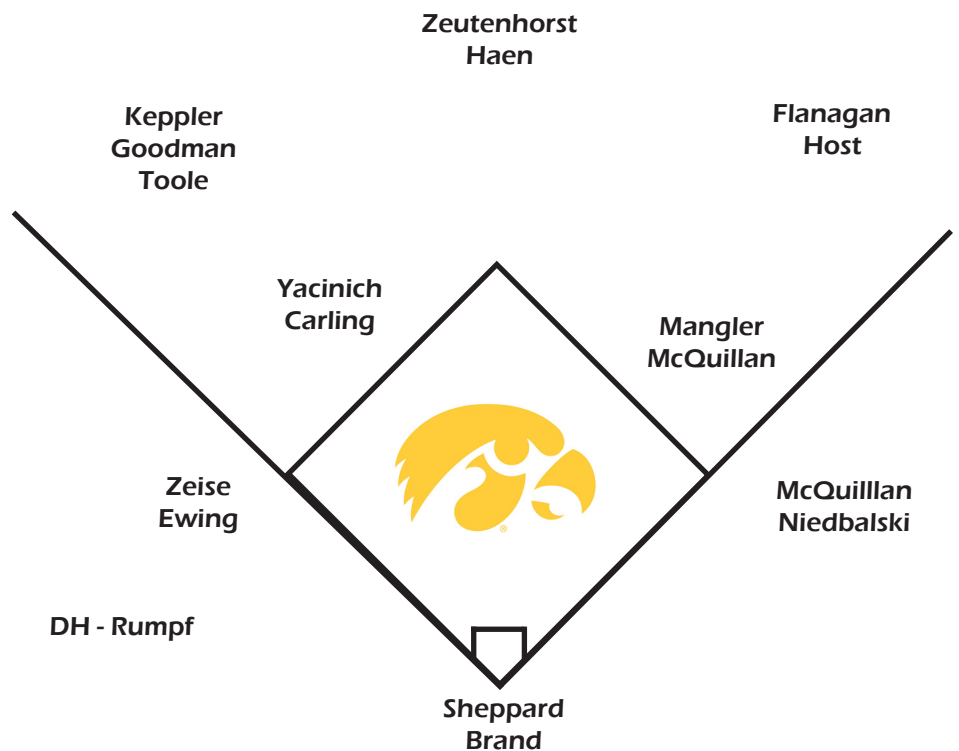 Zeutenhorst
Haen
Keppler
Goodman
Toole
Flanagan
Host
Yacinich
Carling
Mangler
McQuillan
Zeise
Ewing
McQuilllan
Niedbalski
DH - Rumpf
Sheppard
Brand
®